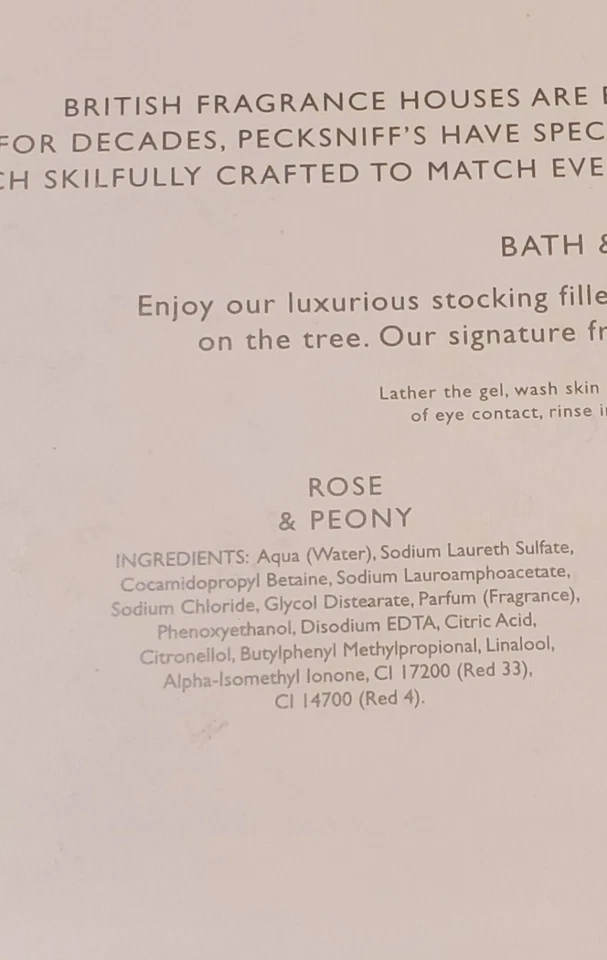 BRITISH FRAGRANCE HOUSES ARE
FOR DECADES, PECKSNIFF'S HAVE SPEC
CH SKILFULLY CRAFTED TO MATCH EVE
BATH &
Enjoy our luxurious stocking fille
on the tree. Our signature fr
Lather the gel, wash skin
of eye contact, rinse i
ROSE
& PEONY
INGREDIENTS: Aqua (Water), Sodium Laureth Sulfate,
Cocamidopropyl Betaine, Sodium Lauroamphoacetate,
Sodium Chloride, Glycol Distearate, Parfum (Fragrance),
Phenoxyethanol, Disodium EDTA, Citric Acid,
Citronellol, Butylphenyl Methylpropional, Linalool,
Alpha-Isomethyl Ionone, CI 17200 (Red 33),
CI 14700 (Red 4).